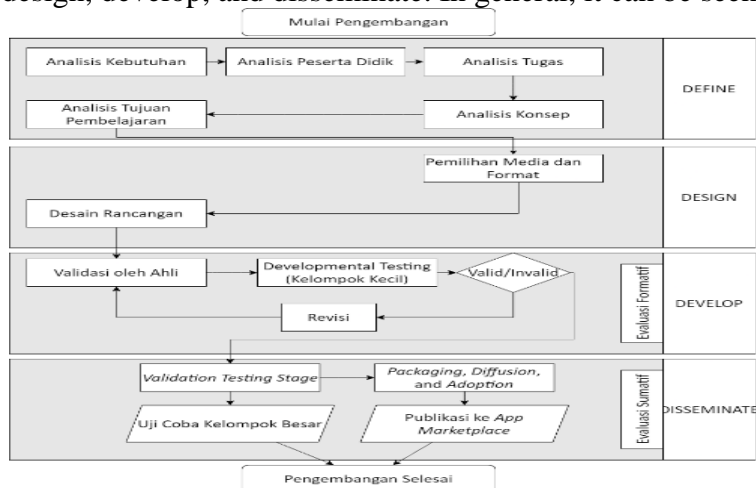 design, develop, and disseminate. In general, it can be seen
Mulai Pengembangan
Analisis Kebutuhan
Analisis Peserta Didik
Analisis Tugas
DEFINE
Analisis Tujuan
Pembelajaran
Analisis Konsep
Pemilihan Media dan
Format
DESIGN
Desain Rancangan
Validasi oleh Ahli
Developmental Testing
(Kelompok Kecil)
Valid/Invalid
Evaluasi Formatif
DEVELOP
Revisi
Validation Testing Stage
Packaging, Diffusion,
and Adoption
Evaluasi Sumatif
DISSEMINATE
Uji Coba Kelompok Besar
Publikasi ke App
Marketplace
Pengembangan Selesai